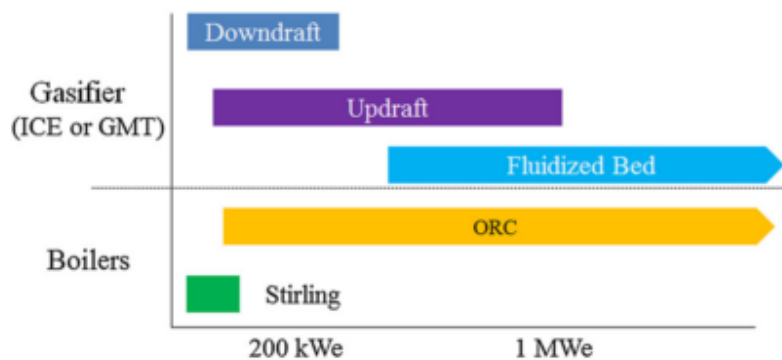 Downdraft
Gasifier
(ICE or GMT)
Updraft
Fluidized Bed
ORC
Boilers
Stirling
200 kWe
1 MWe